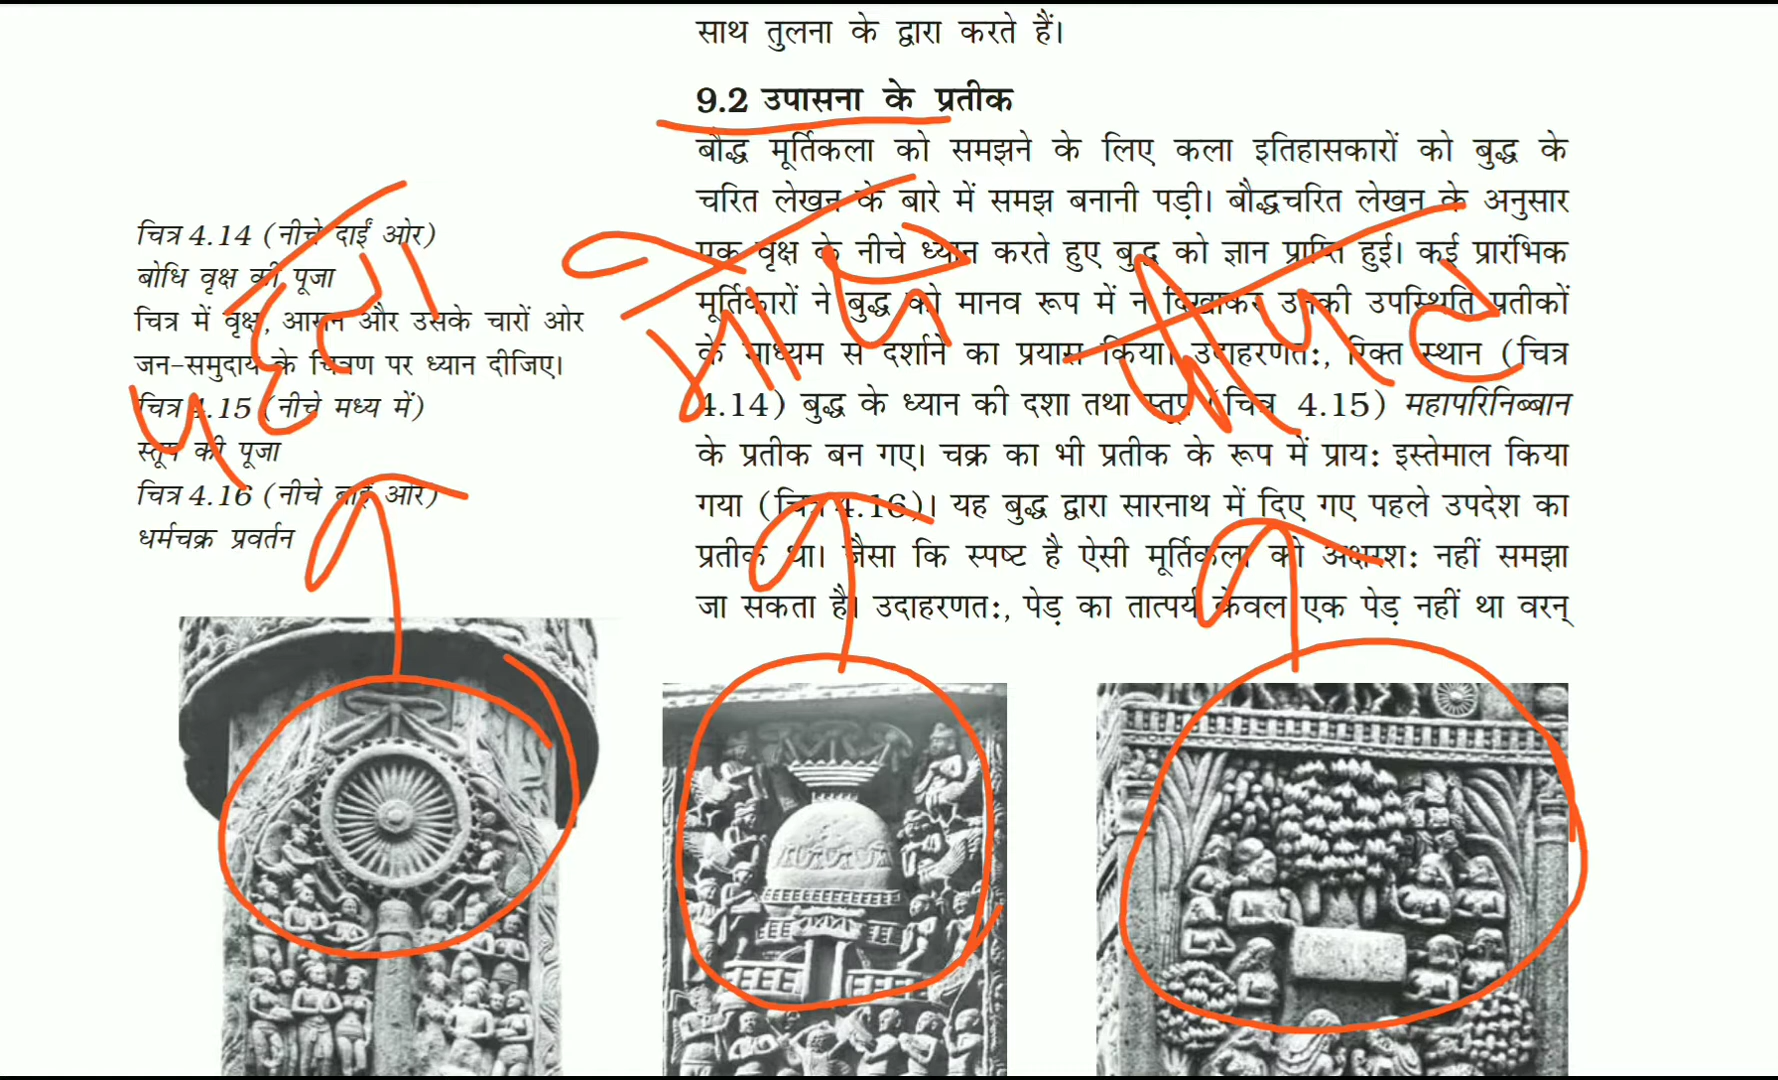 साथ तुलना के द्वारा करते हैं।
9.2 उपासना के प्रतीक
बौद्ध मूर्तिकला को समझने के लिए कला इतिहासकारों को बुद्ध के
चरित लेखन के बारे में समझ बनानी पड़ी। बौद्धचरित लेखन के अनुसार
एक वृक्ष के नीचे ध्यान करते हुए बुद्ध को ज्ञान प्राप्ति हुई। कई प्रारंभिक
मूर्तिकारों ने बुद्ध को मानव रूप में न दिखाकर उनकी उपस्थिति प्रतीकों
के माध्यम से दर्शाने का प्रयास किया। उदाहरणत:, रिक्त स्थान (चित्र
4.14) बुद्ध के ध्यान की दशा तथा स्तूप (चित्र 4.15) महापरिनिब्बान
के प्रतीक बन गए। चक्र का भी प्रतीक के रूप में प्राय: इस्तेमाल किया
गया (चित्र 4.16)। यह बुद्ध द्वारा सारनाथ में दिए गए पहले उपदेश का
प्रतीक था। जैसा कि स्पष्ट है ऐसी मूर्तिकला को अक्षरश: नहीं समझा
जा सकता है। उदाहरणत:, पेड़ का तात्पर्य केवल एक पेड़ नहीं था वरन्
चित्र 4.14 (नीचे दाईं ओर)
बोधि वृक्ष की पूजा
चित्र में वृक्ष, आसन और उसके चारों ओर
जन-समुदाय के चित्रण पर ध्यान दीजिए।
चित्र 4.15 (नीचे मध्य में)
स्तूप की पूजा
चित्र 4.16 (नीचे बाईं ओर)
धर्मचक्र प्रवर्तन